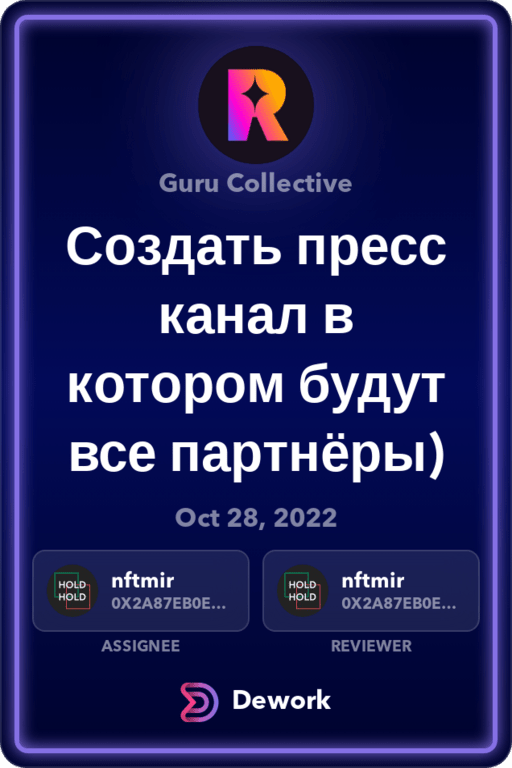 R
Guru Collective
Создать пресс
канал в
котором будут
все партнёры)
Oct 28, 2022
HOLD
HOLD
nftmir
0X2A87EB0E...
ASSIGNEE
HOLD
HOLD
nftmir
0X2A87EB0E...
REVIEWER
Dework